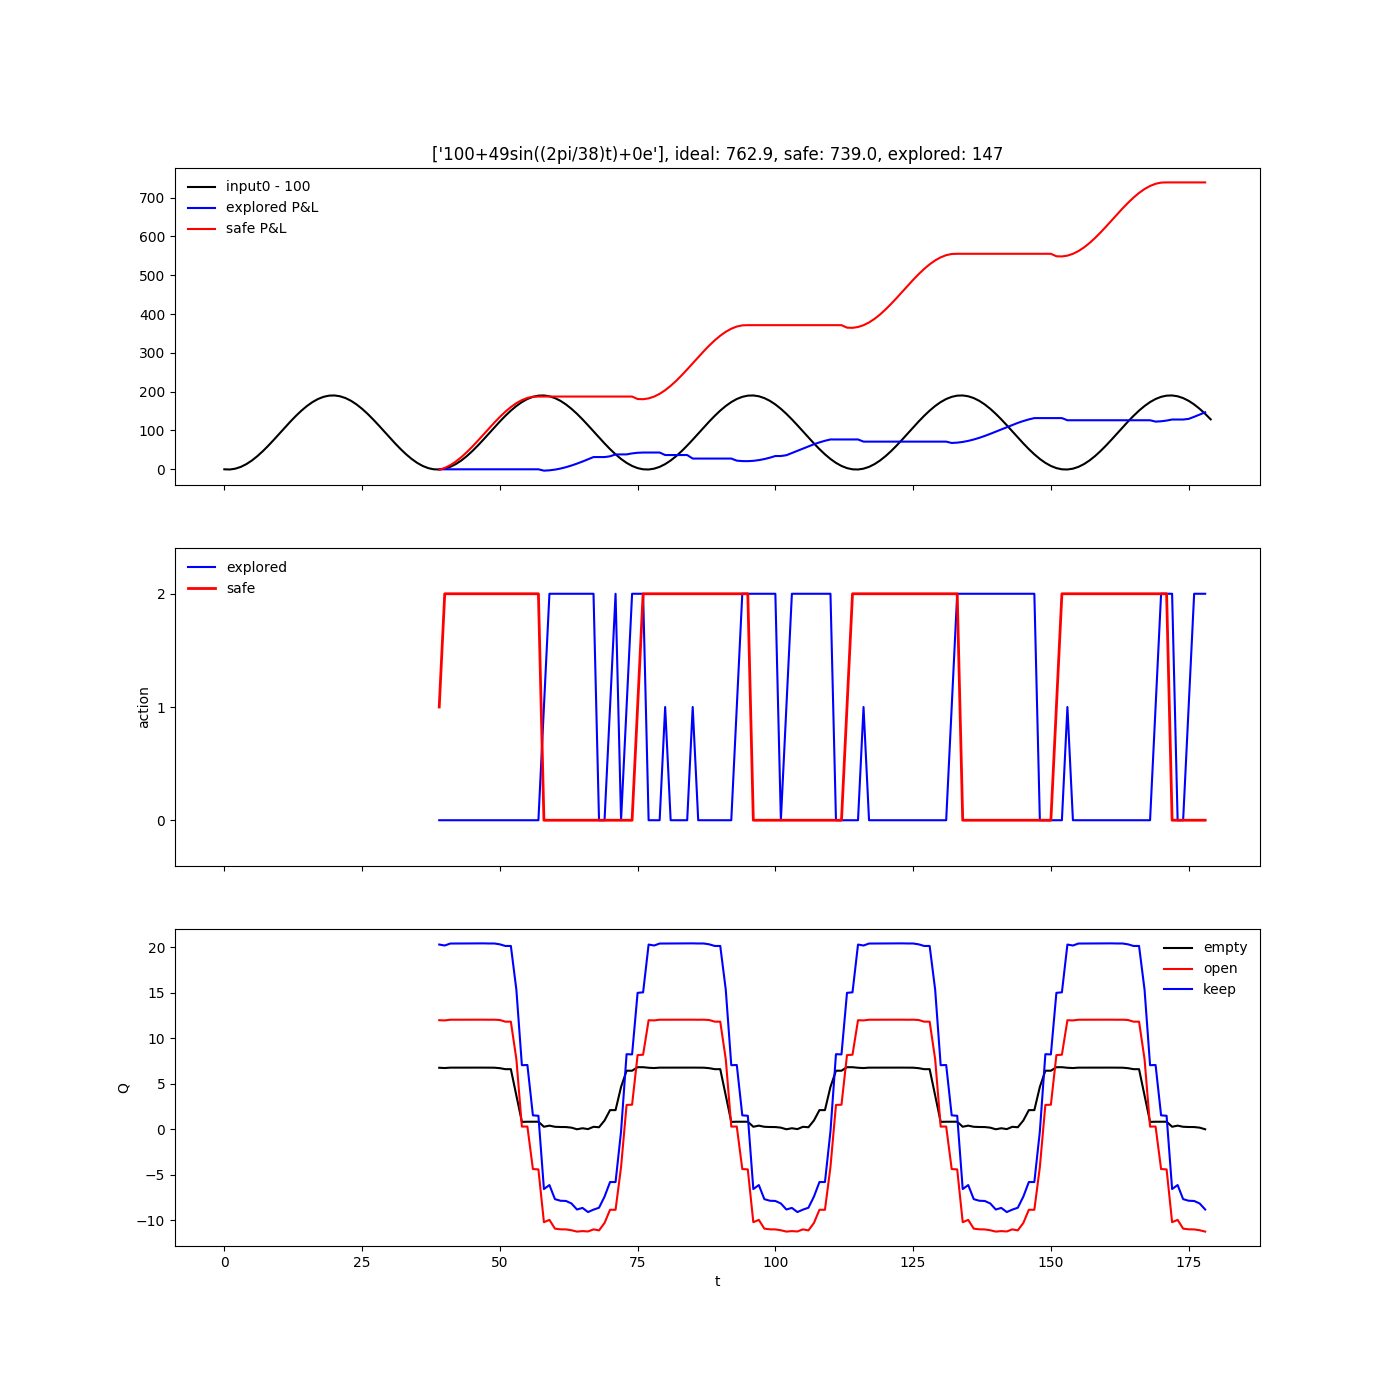 ['100+49sin((2pi/38)t)+0e'], ideal: 762.9, safe: 739.0, explored: 147
input0 - 100
explored P&L
safe P&L
700
600
500
400
300
200
100
0
explored
safe
2
1
0
action
empty
open
keep
20
15
10
5
0
−5
−10
Q
0 25 50 75 100 125 150 175
t